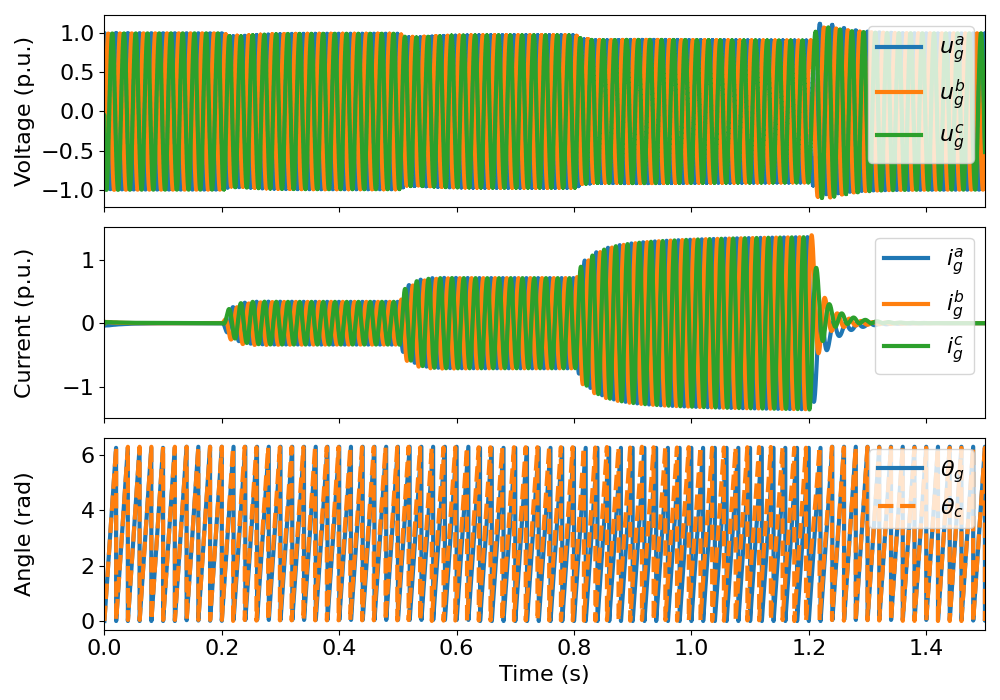 Voltage (p.u.)
1.0
0.5
0.0
−0.5
−1.0
u_g^a
u_g^b
u_g^c
Current (p.u.)
1
0
−1
i_g^a
i_g^b
i_g^c
Angle (rad)
6
4
2
0
θ_g
θ_c
0.0 0.2 0.4 0.6 0.8 1.0 1.2 1.4
Time (s)